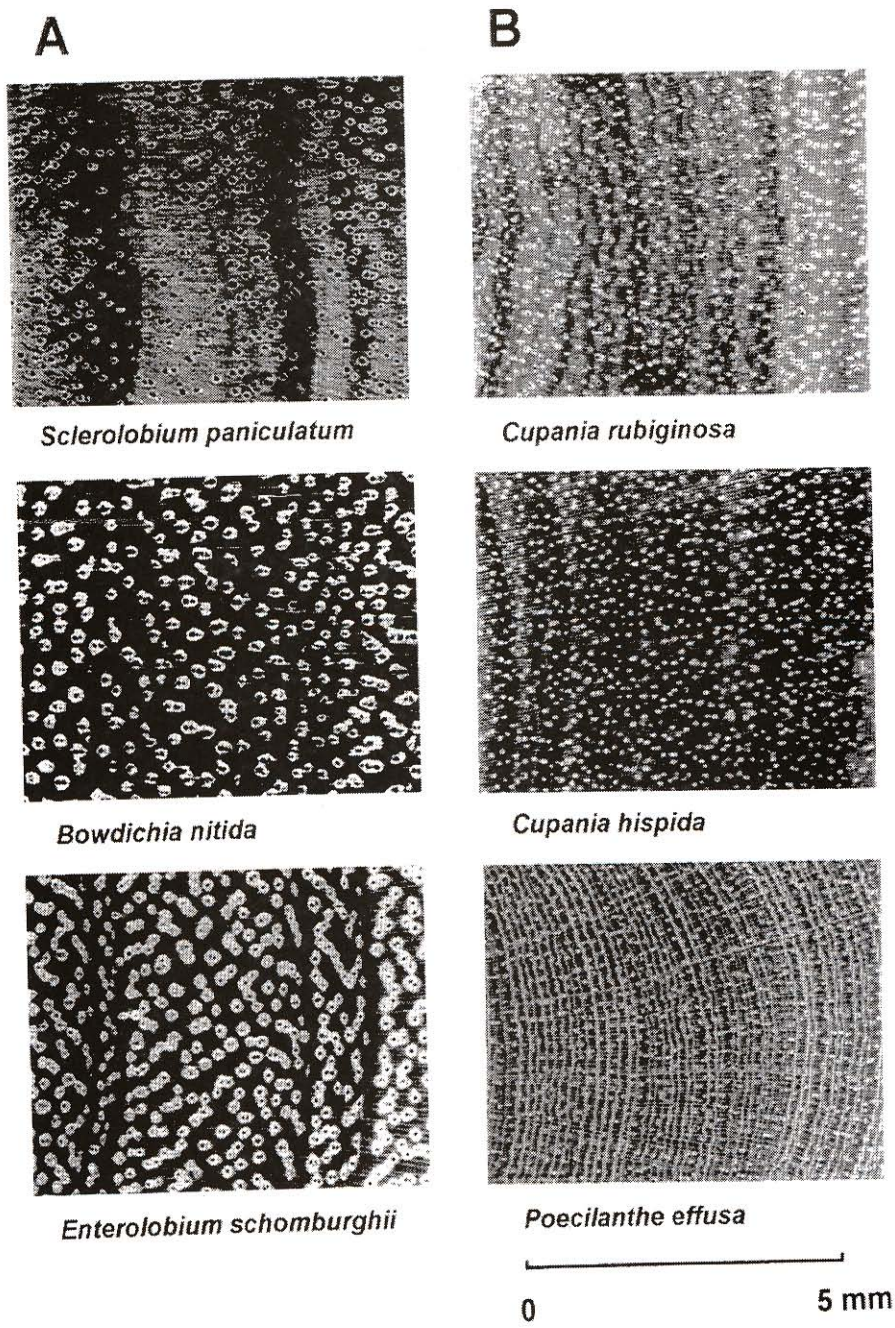 A
B
Sclerolobium paniculatum
Cupania rubiginosa
Bowdichia nitida
Cupania hispida
Enterolobium schomburghii
Poecilanthe effusa
0
5 mm